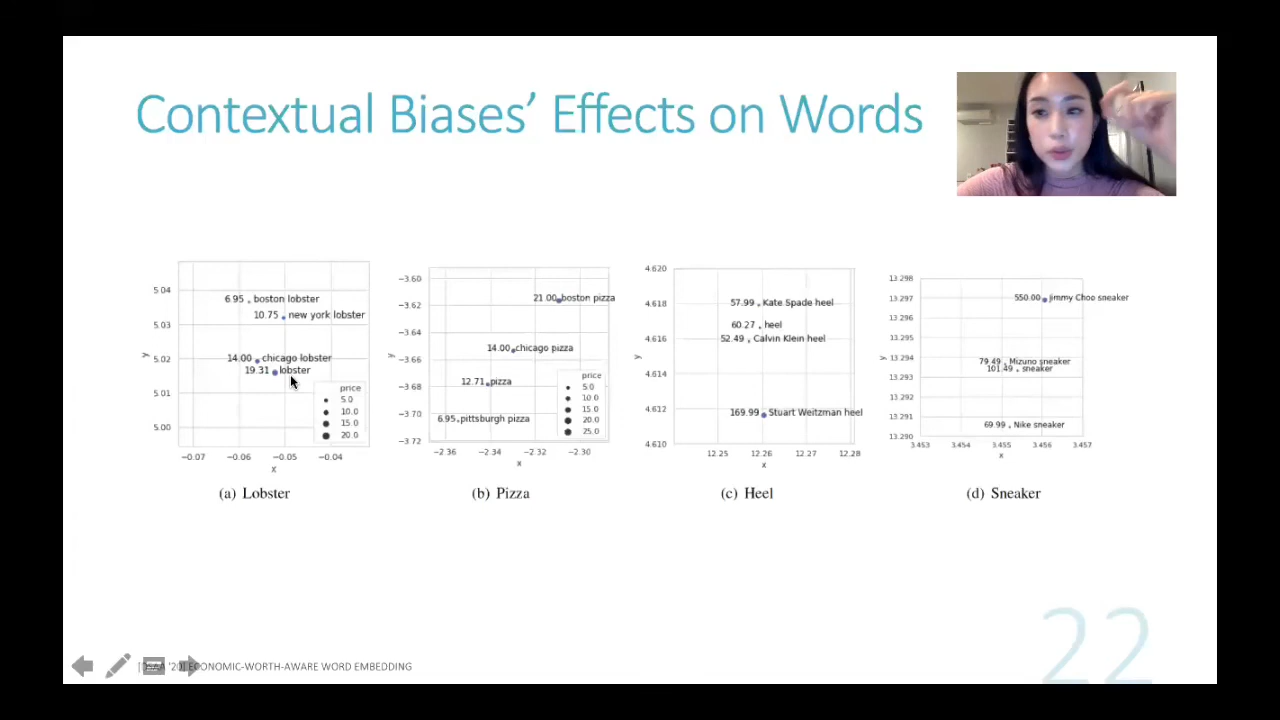 Contextual Biases' Effects on Words
5.04
5.03
5.02
5.01
5.00
y
6.95 boston lobster
10.75 new york lobster
14.00 chicago lobster
19.31 lobster
price
5.0
10.0
15.0
20.0
-0.07 -0.06 -0.05 -0.04
x
(a) Lobster
-3.60
-3.62
-3.64
-3.66
-3.68
-3.70
-3.72
y
21.00 boston pizza
14.00 chicago pizza
12.71 pizza
6.95 pittsburgh pizza
price
5.0
10.0
15.0
20.0
25.0
-2.36 -2.34 -2.32 -2.30
x
(b) Pizza
4.620
4.618
4.616
4.614
4.612
4.610
y
57.99 Kate Spade heel
60.27 heel
52.49 Calvin Klein heel
169.99 Stuart Weitzman heel
12.25 12.26 12.27 12.28
x
(c) Heel
13.298
13.297
13.296
13.295
13.294
13.293
13.292
13.291
13.290
y
550.00 Jimmy Choo sneaker
79.49 Mizuno sneaker
101.49 sneaker
69.99 Nike sneaker
3.453 3.454 3.455 3.456 3.457
x
(d) Sneaker
'20] ECONOMIC-WORTH-AWARE WORD EMBEDDING
22